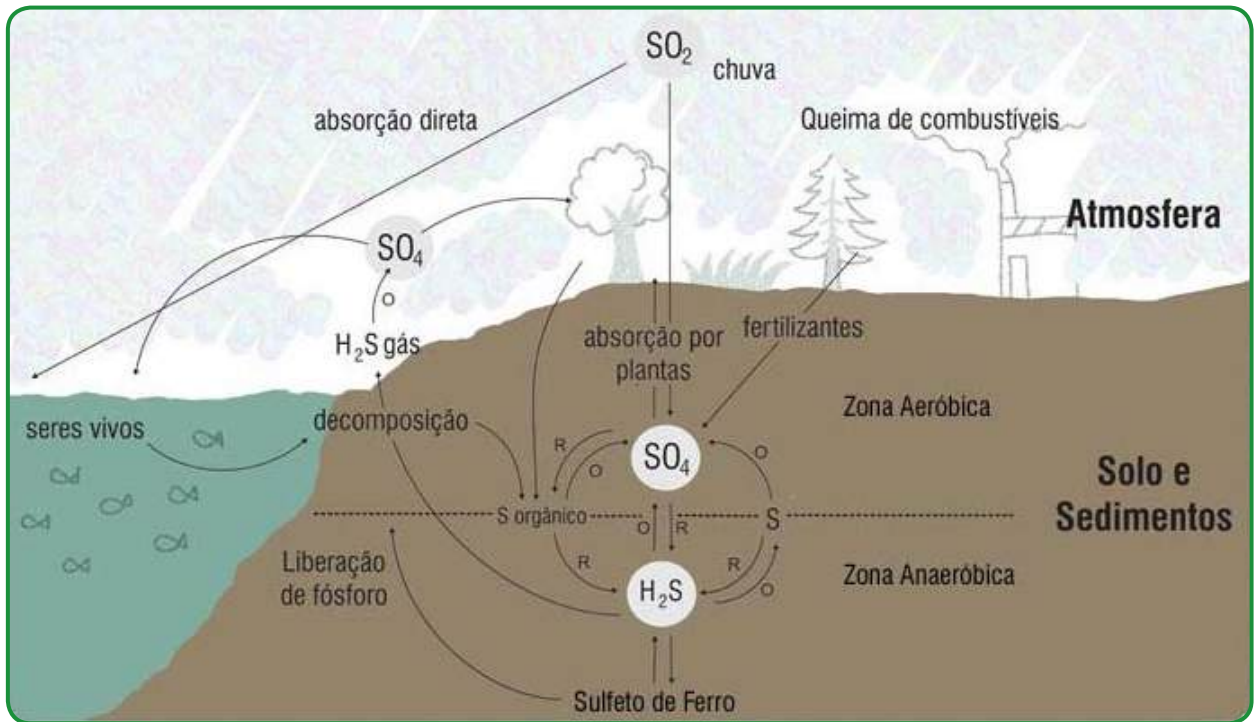 SO₂
chuva
absorção direta
Queima de combustíveis
Atmosfera
SO₄
O
H₂S gás
absorção por
plantas
fertilizantes
Zona Aeróbica
seres vivos
decomposição
R
O
SO₄
O
Solo e
Sedimentos
S orgânico
O
R
S
Liberação
de fósforo
R
H₂S
R
O
Zona Anaeróbica
Sulfeto de Ferro